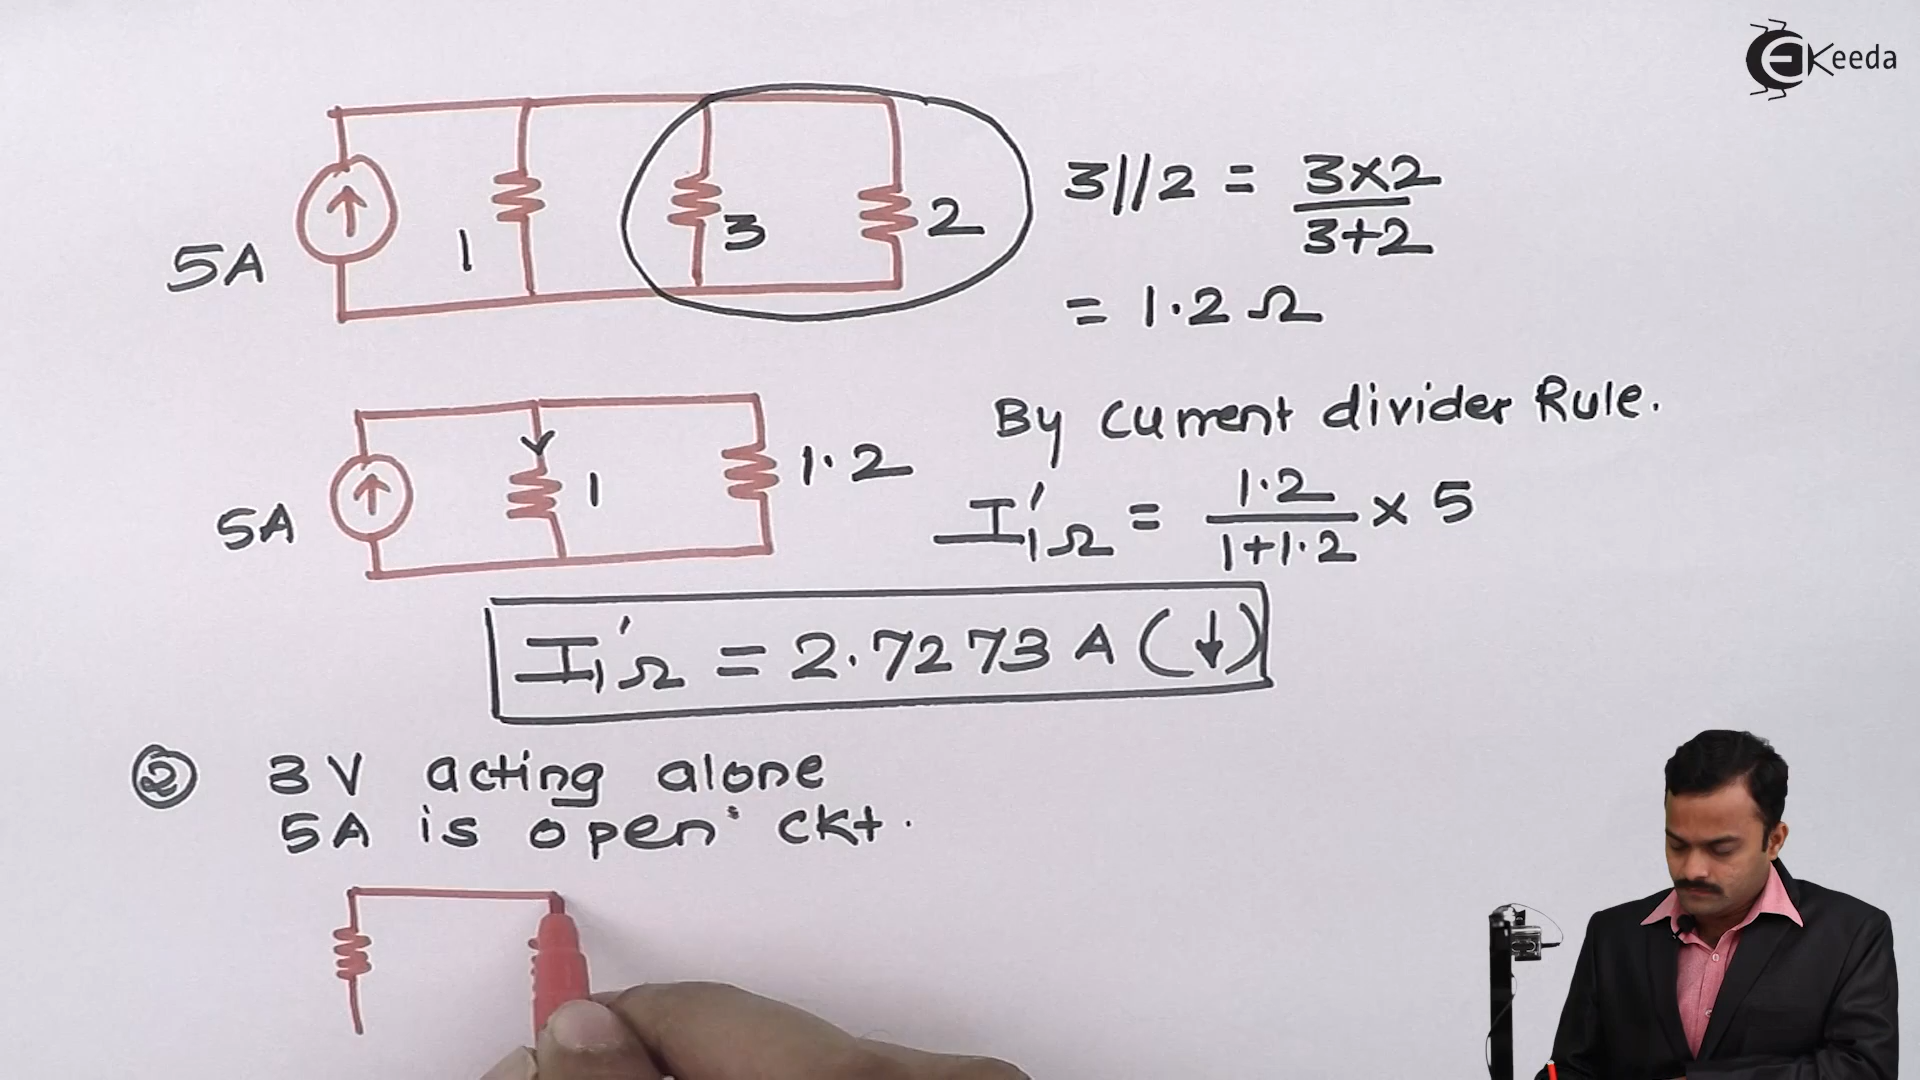 EKeeda
5A 1 3 2
3//2 = 3×2
3+2
= 1.2 Ω
5A 1 1.2
By Current divider Rule.
I'1Ω = 1.2 × 5
1+1.2
I'1Ω = 2.7273 A (↓)
② 3V acting alone
5A is open ckt.